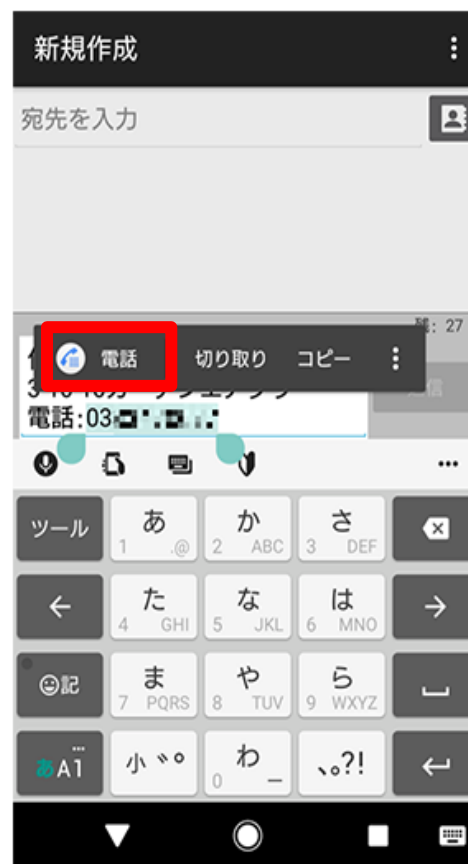 新規作成
宛先を入力
残: 27
電話 切り取り コピー
電話:03
ツール あ 1 .@ か 2 ABC さ 3 DEF
た 4 GHI な 5 JKL は 6 MNO
記 ま 7 PQRS や 8 TUV ら 9 WXYZ
あA1 小 ゛゜ わ 0 ー 、。?!